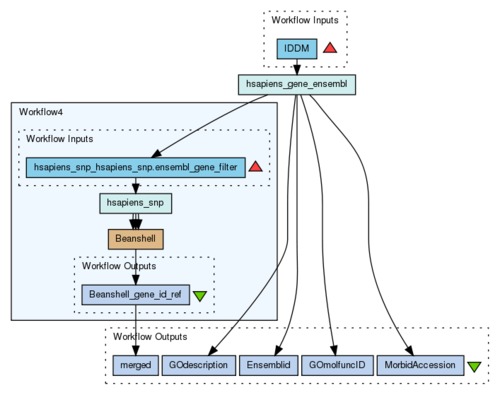 Workflow Inputs
IDDM
hsapiens_gene_ensembl
Workflow4
Workflow Inputs
hsapiens_snp_hsapiens_snp.ensembl_gene_filter
hsapiens_snp
Beanshell
Workflow Outputs
Beanshell_gene_id_ref
Workflow Outputs
merged GOdescription Ensemblid GOmolfuncID MorbidAccession